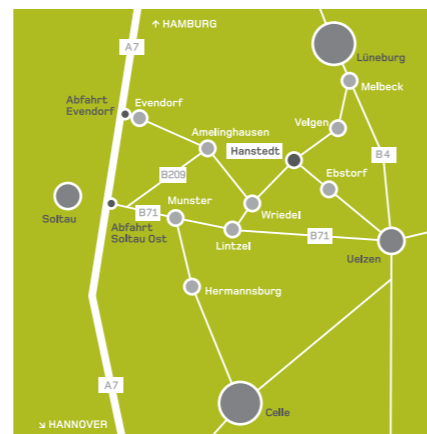 ↗ HAMBURG
A7
Lüneburg
Melbeck
Abfahrt
Evendorf
Evendorf
Velgen
Amelinghausen
Hanstedt
B4
B209
Ebstorf
Soltau
Munster
B71
Wriedel
Abfahrt
Soltau Ost
Lintzel
B71
Uelzen
Hermannsburg
A7
Celle
↘ HANNOVER